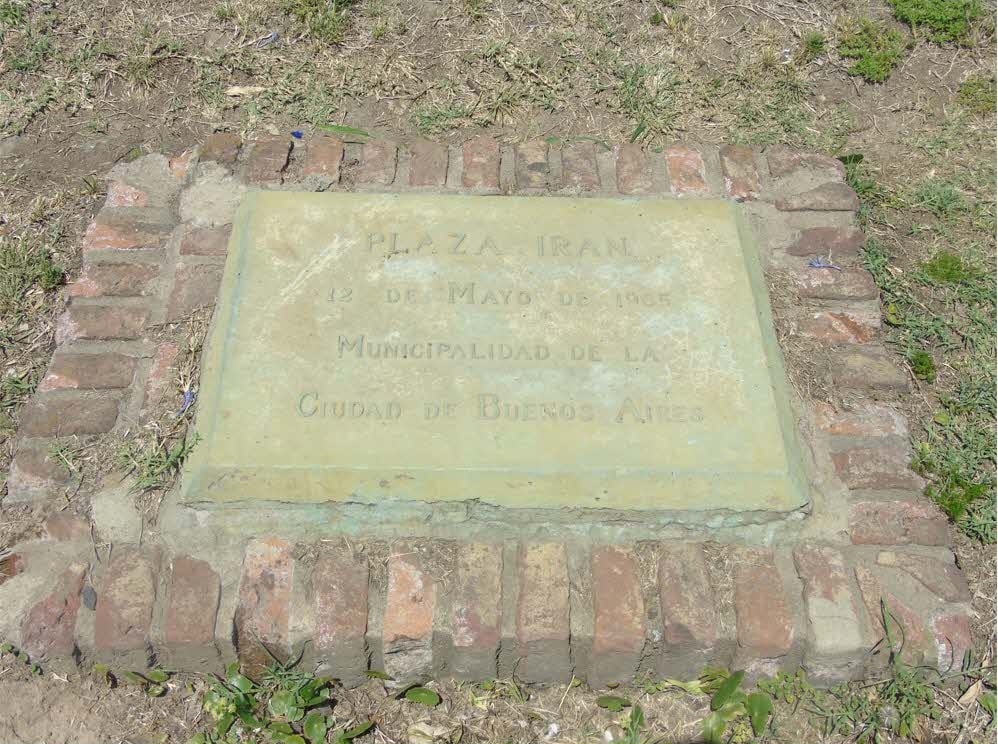 PLAZA IRAN
12 DE MAYO DE 1965
MUNICIPALIDAD DE LA
CIUDAD DE BUENOS AIRES